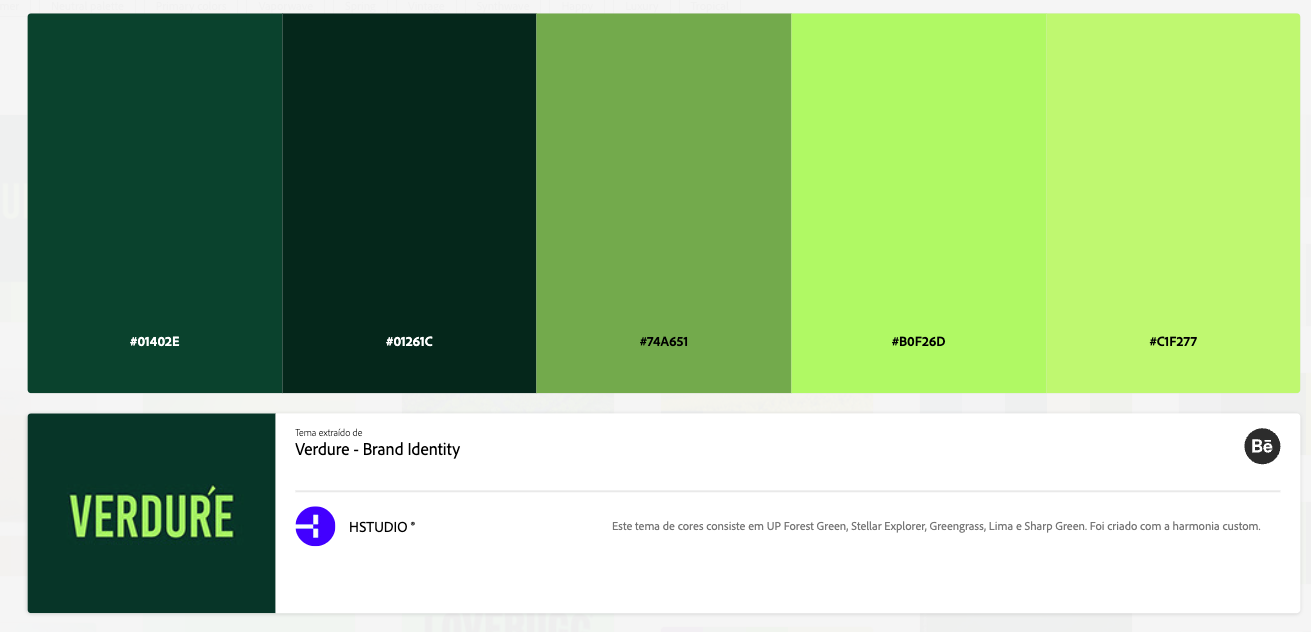 #01402E
#01261C
#74A651
#B0F26D
#C1F277
VERDURÉ
Tema extraído de
Verdure - Brand Identity
Bē
HSTUDIO ®
Este tema de cores consiste em UP Forest Green, Stellar Explorer, Greengrass, Lima e Sharp Green. Foi criado com a harmonia custom.